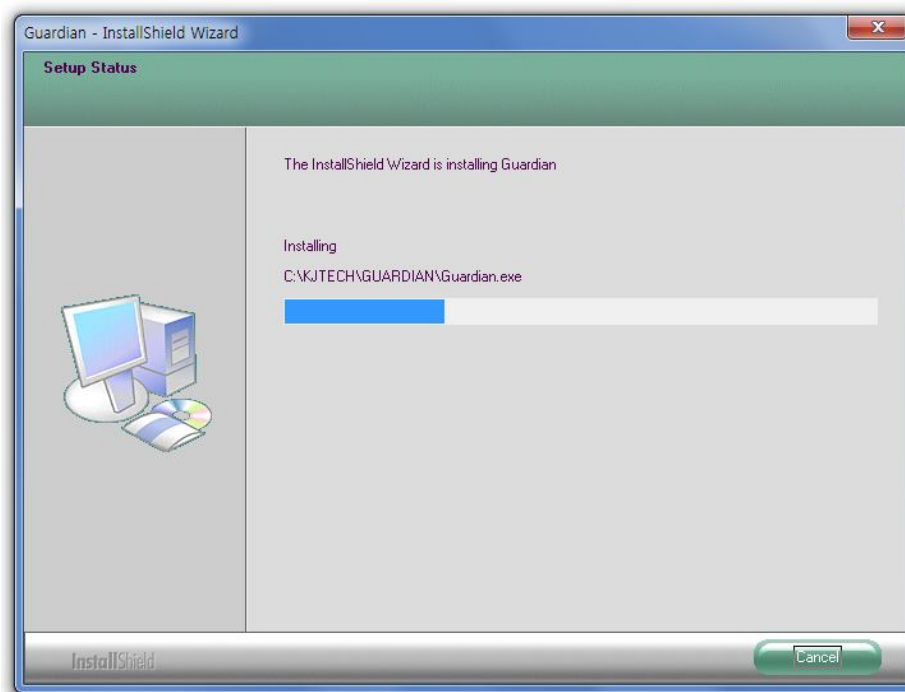 Guardian - InstallShield Wizard
Setup Status
The InstallShield Wizard is installing Guardian
Installing
C:\KJTECH\GUARDIAN\Guardian.exe
InstallShield
Cancel